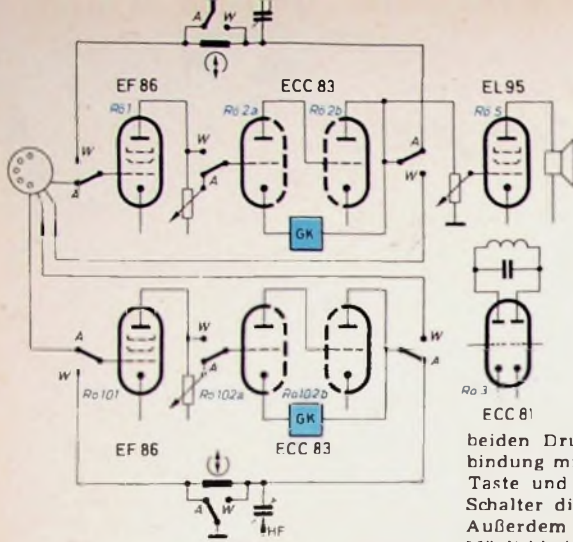 A W
EF 86 ECC 83 EL 95
Rö 1 Rö 2a Rö 2b Rö 5
W W A
A A W
GK
A W W
W A A
Rö 101 Rö 102a Rö 102b Rö 3
GK
EF 86 ECC 83 ECC 81
A W
HF
beiden Dru
bindung m
Taste und
Schalter di
Außerdem